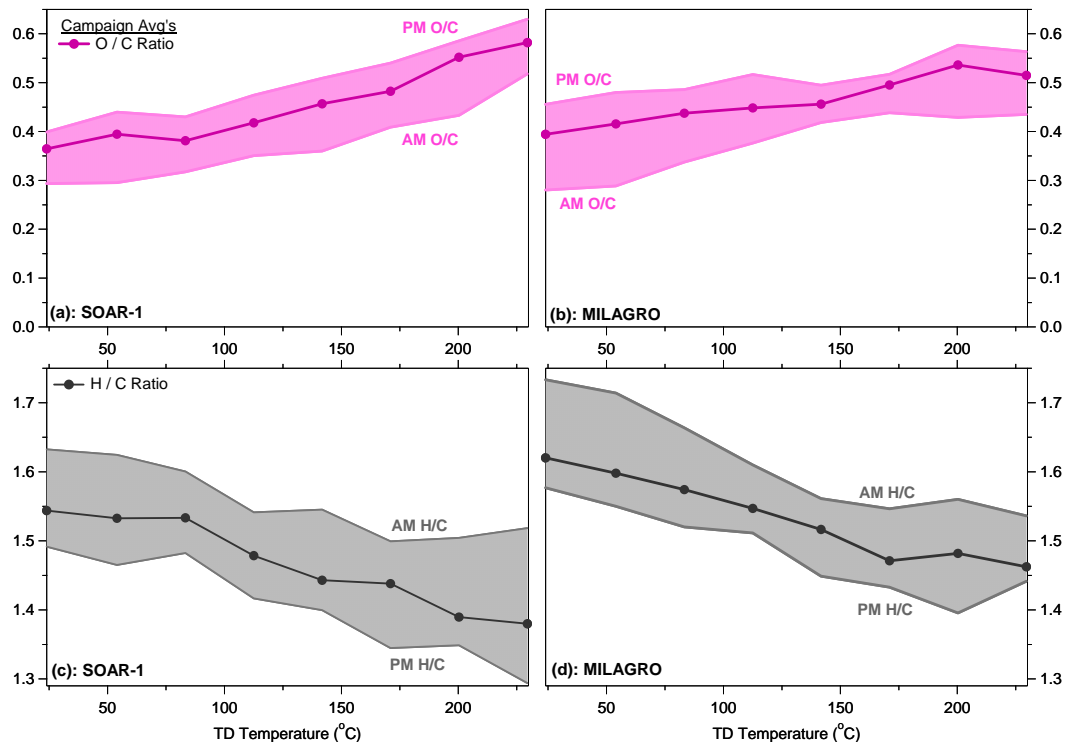 Campaign Avg's
O / C Ratio
PM O/C
AM O/C
0.6
0.5
0.4
0.3
0.2
0.1
0.0
(a): SOAR-1
PM O/C
AM O/C
0.6
0.5
0.4
0.3
0.2
0.1
0.0
(b): MILAGRO
50 100 150 200
50 100 150 200
H / C Ratio
AM H/C
PM H/C
1.7
1.6
1.5
1.4
1.3
(c): SOAR-1
AM H/C
PM H/C
1.7
1.6
1.5
1.4
1.3
(d): MILAGRO
50 100 150 200
50 100 150 200
TD Temperature (°C)
TD Temperature (°C)